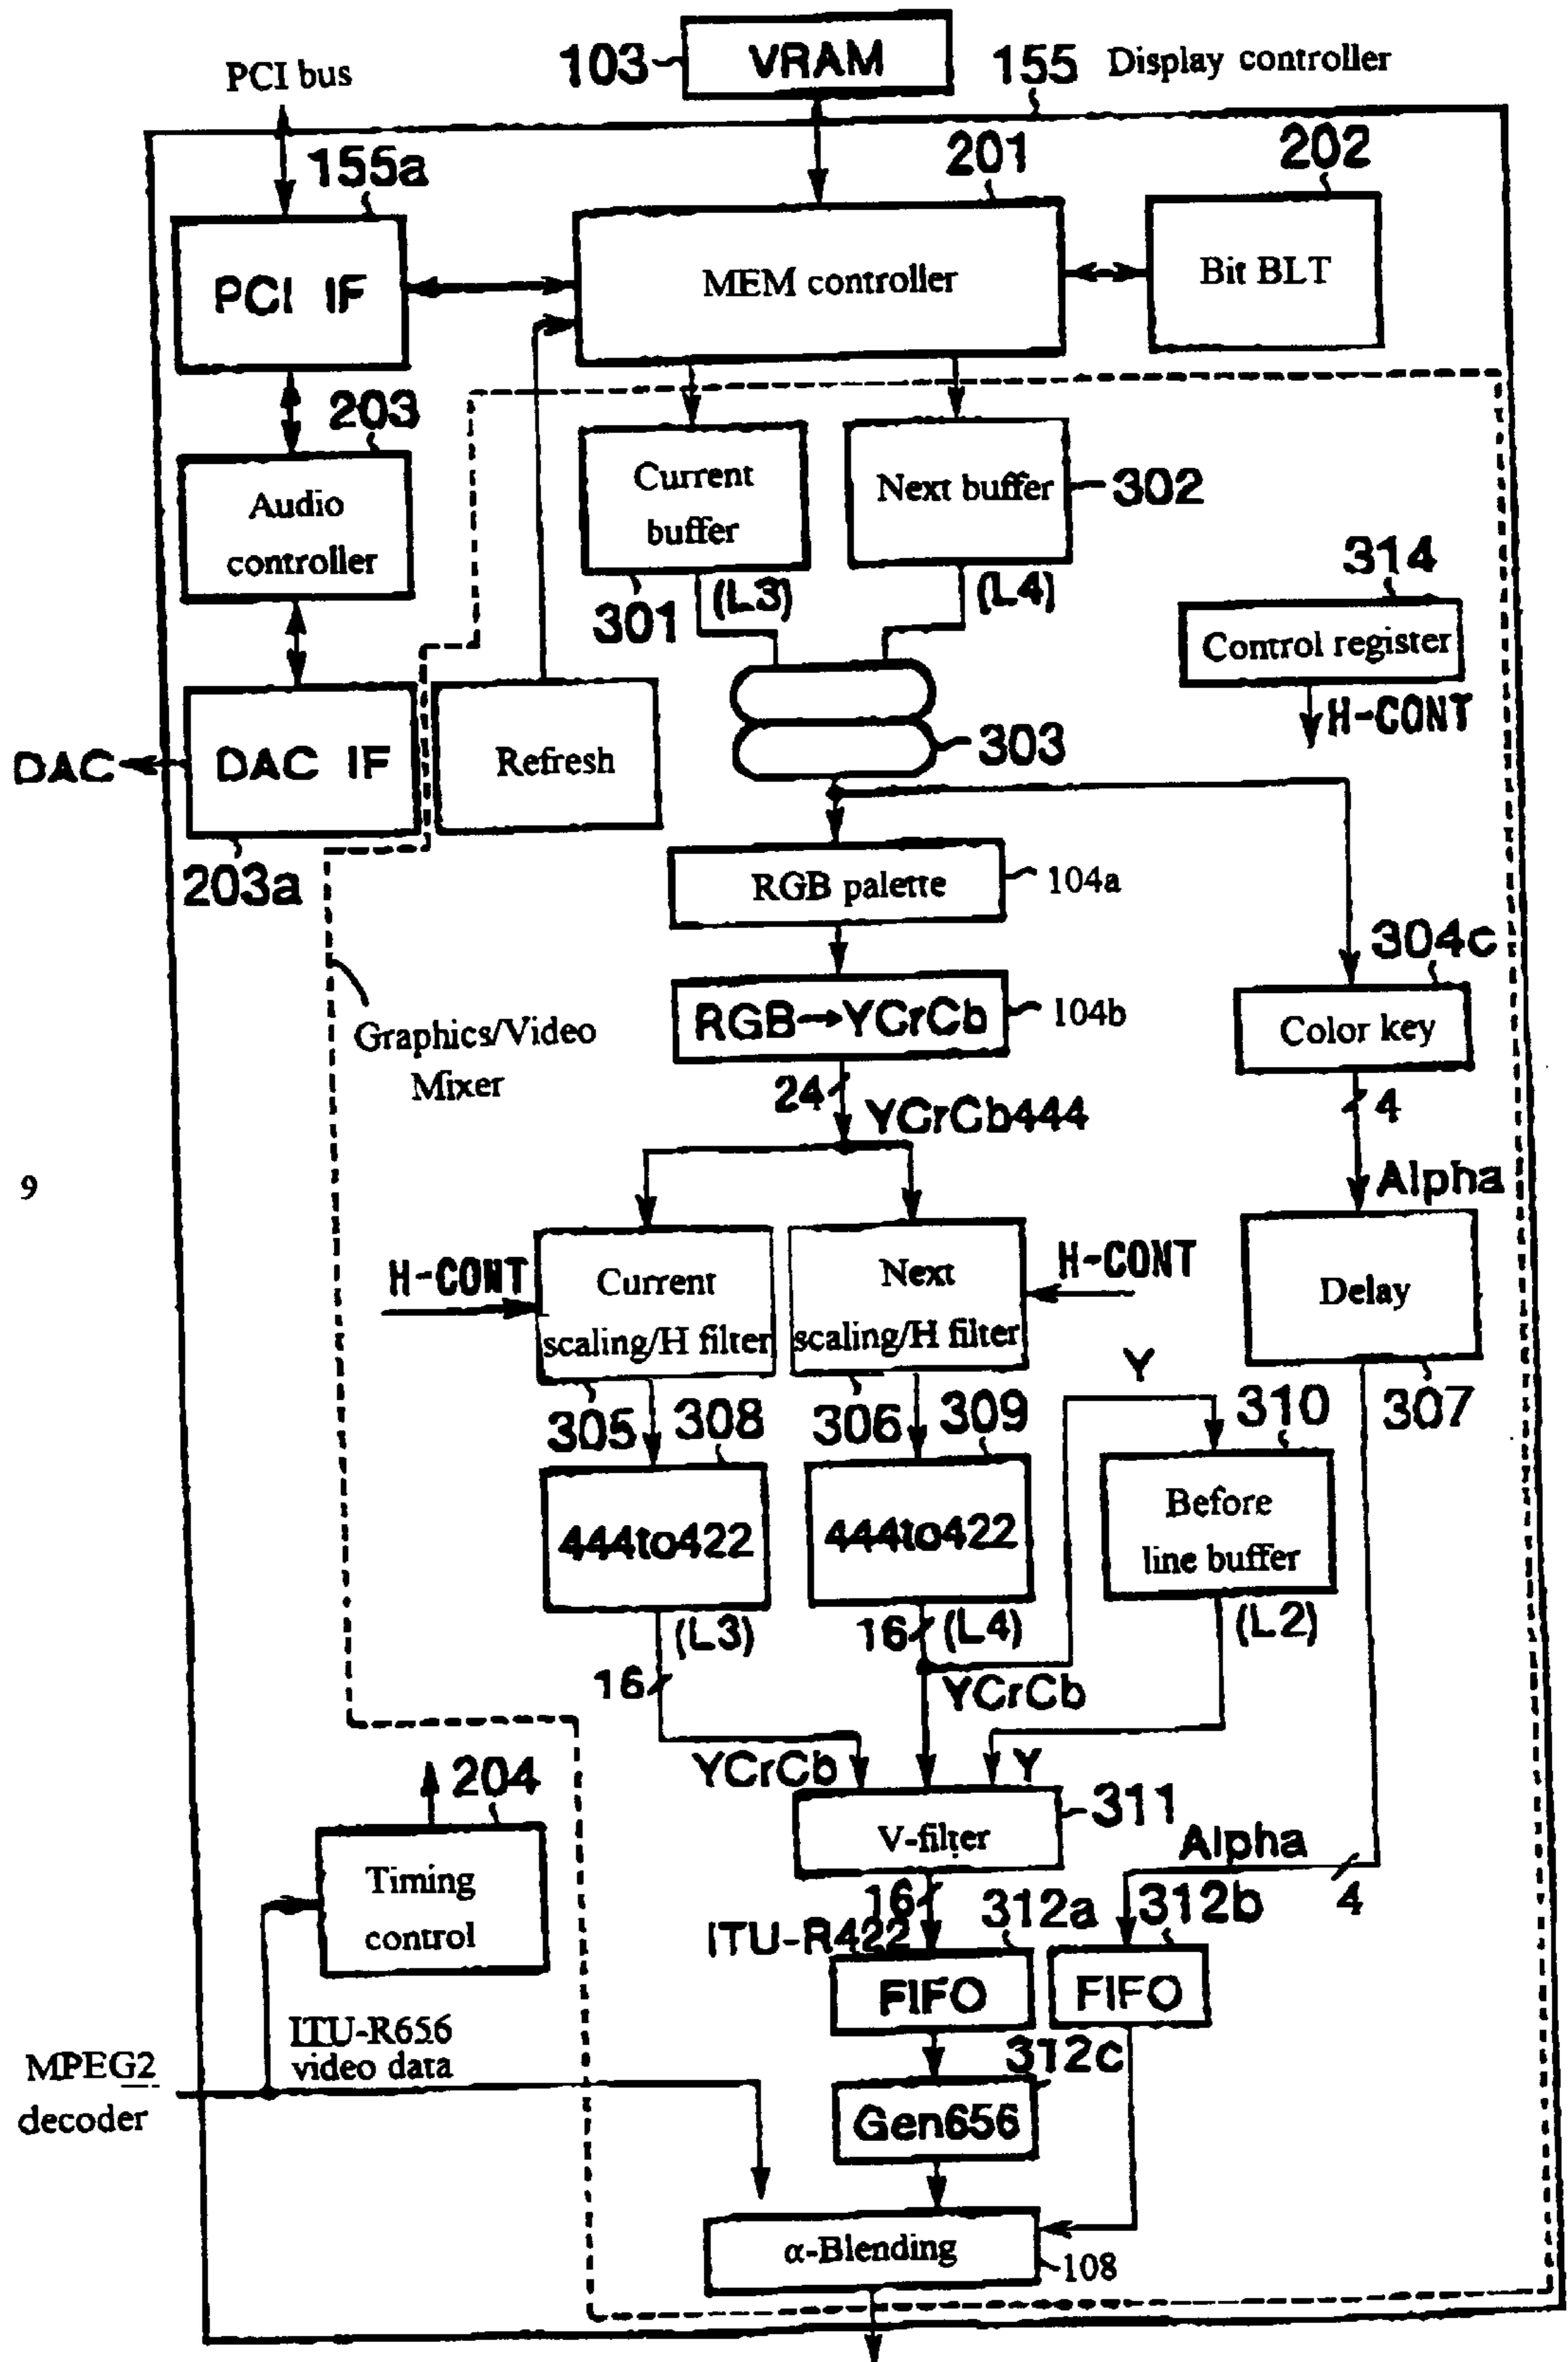 103
VRAM
155 Display controller
PCI bus
155a
201
202
PCI IF
MEM controller
Bit BLT
203
Audio
controller
Current
buffer
Next buffer
302
301
(L3)
(L4)
314
Control register
H-CONT
DAC
DAC IF
203a
Refresh
303
RGB palette
104a
304c
RGB→YCrCb
104b
Color key
Graphics/Video
Mixer
24
YCrCb444
4
Alpha
9
H-CONT
Current
scaling/H filter
Next
scaling/H filter
H-CONT
Delay
Y
305
308
306
309
310
307
444to422
444to422
Before
line buffer
(L3)
16
(L4)
(L2)
16
YCrCb
YCrCb
Y
204
V-filter
311
Alpha
4
Timing
control
16
ITU-R422
312a
312b
FIFO
FIFO
ITU-R656
video data
312c
MPEG2
decoder
Gen656
α-Blending
108